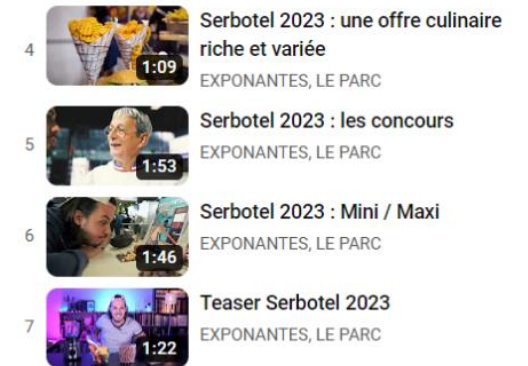 4
1:09
Serbotel 2023 : une offre culinaire
riche et variée
EXPONANTES, LE PARC
5
1:53
Serbotel 2023 : les concours
EXPONANTES, LE PARC
6
1:46
Serbotel 2023 : Mini / Maxi
EXPONANTES, LE PARC
7
1:22
Teaser Serbotel 2023
EXPONANTES, LE PARC